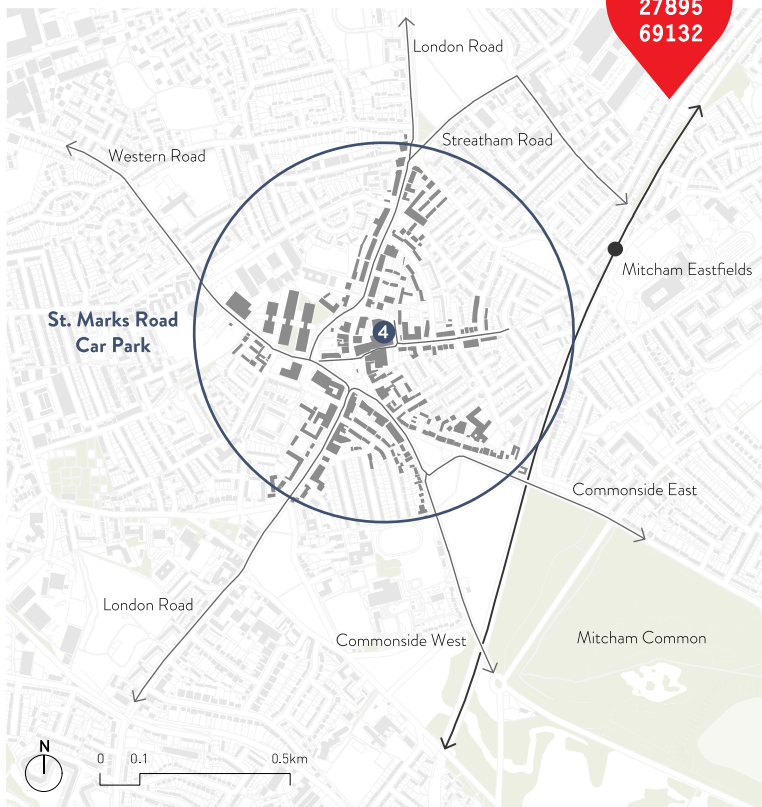 27895
69132
London Road
Streatham Road
Western Road
Mitcham Eastfields
St. Marks Road
Car Park
4
Commonside East
London Road
Commonside West
Mitcham Common
N
0
0.1
0.5km